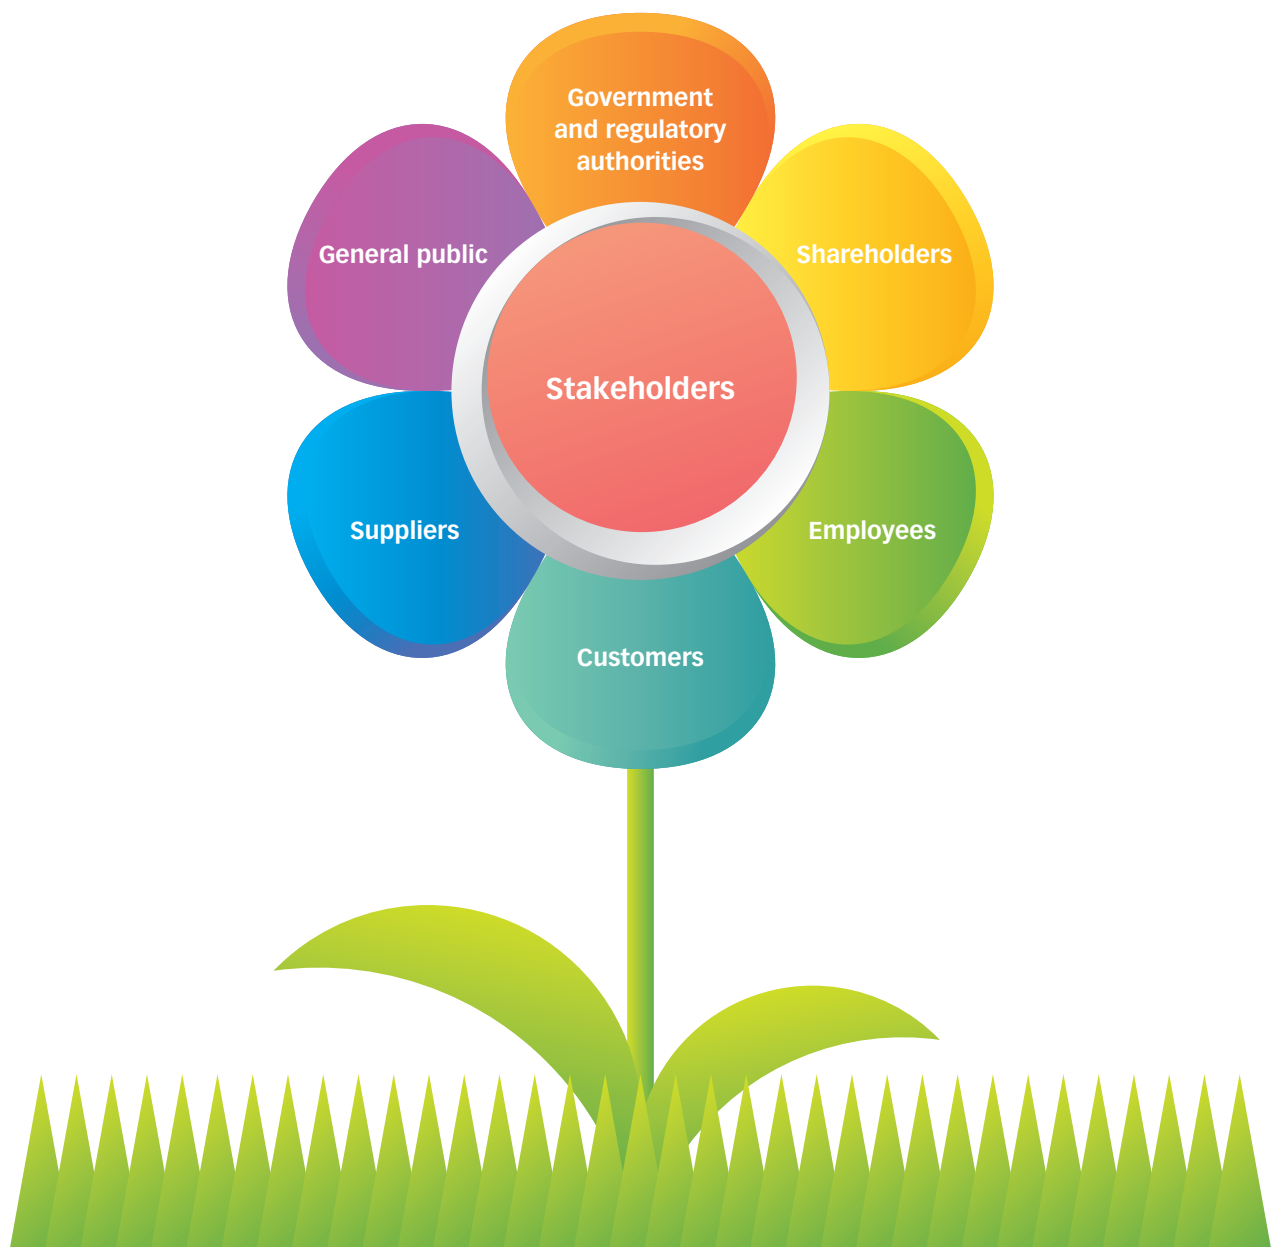 Government
and regulatory
authorities
General public
Shareholders
Stakeholders
Suppliers
Employees
Customers